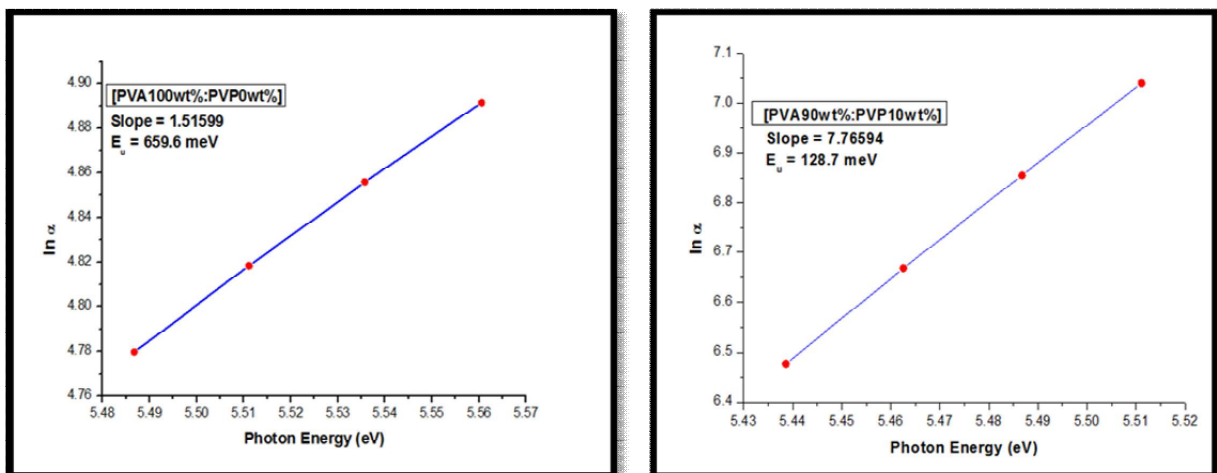 [PVA100wt%:PVP0wt%]
Slope = 1.51599
E_u = 659.6 meV
4.90
4.88
4.86
4.84
4.82
4.80
4.78
4.76
ln α
5.48 5.49 5.50 5.51 5.52 5.53 5.54 5.55 5.56 5.57
Photon Energy (eV)
[PVA90wt%:PVP10wt%]
Slope = 7.76594
E_u = 128.7 meV
7.1
7.0
6.9
6.8
6.7
6.6
6.5
6.4
ln α
5.43 5.44 5.45 5.46 5.47 5.48 5.49 5.50 5.51 5.52
Photon Energy (eV)